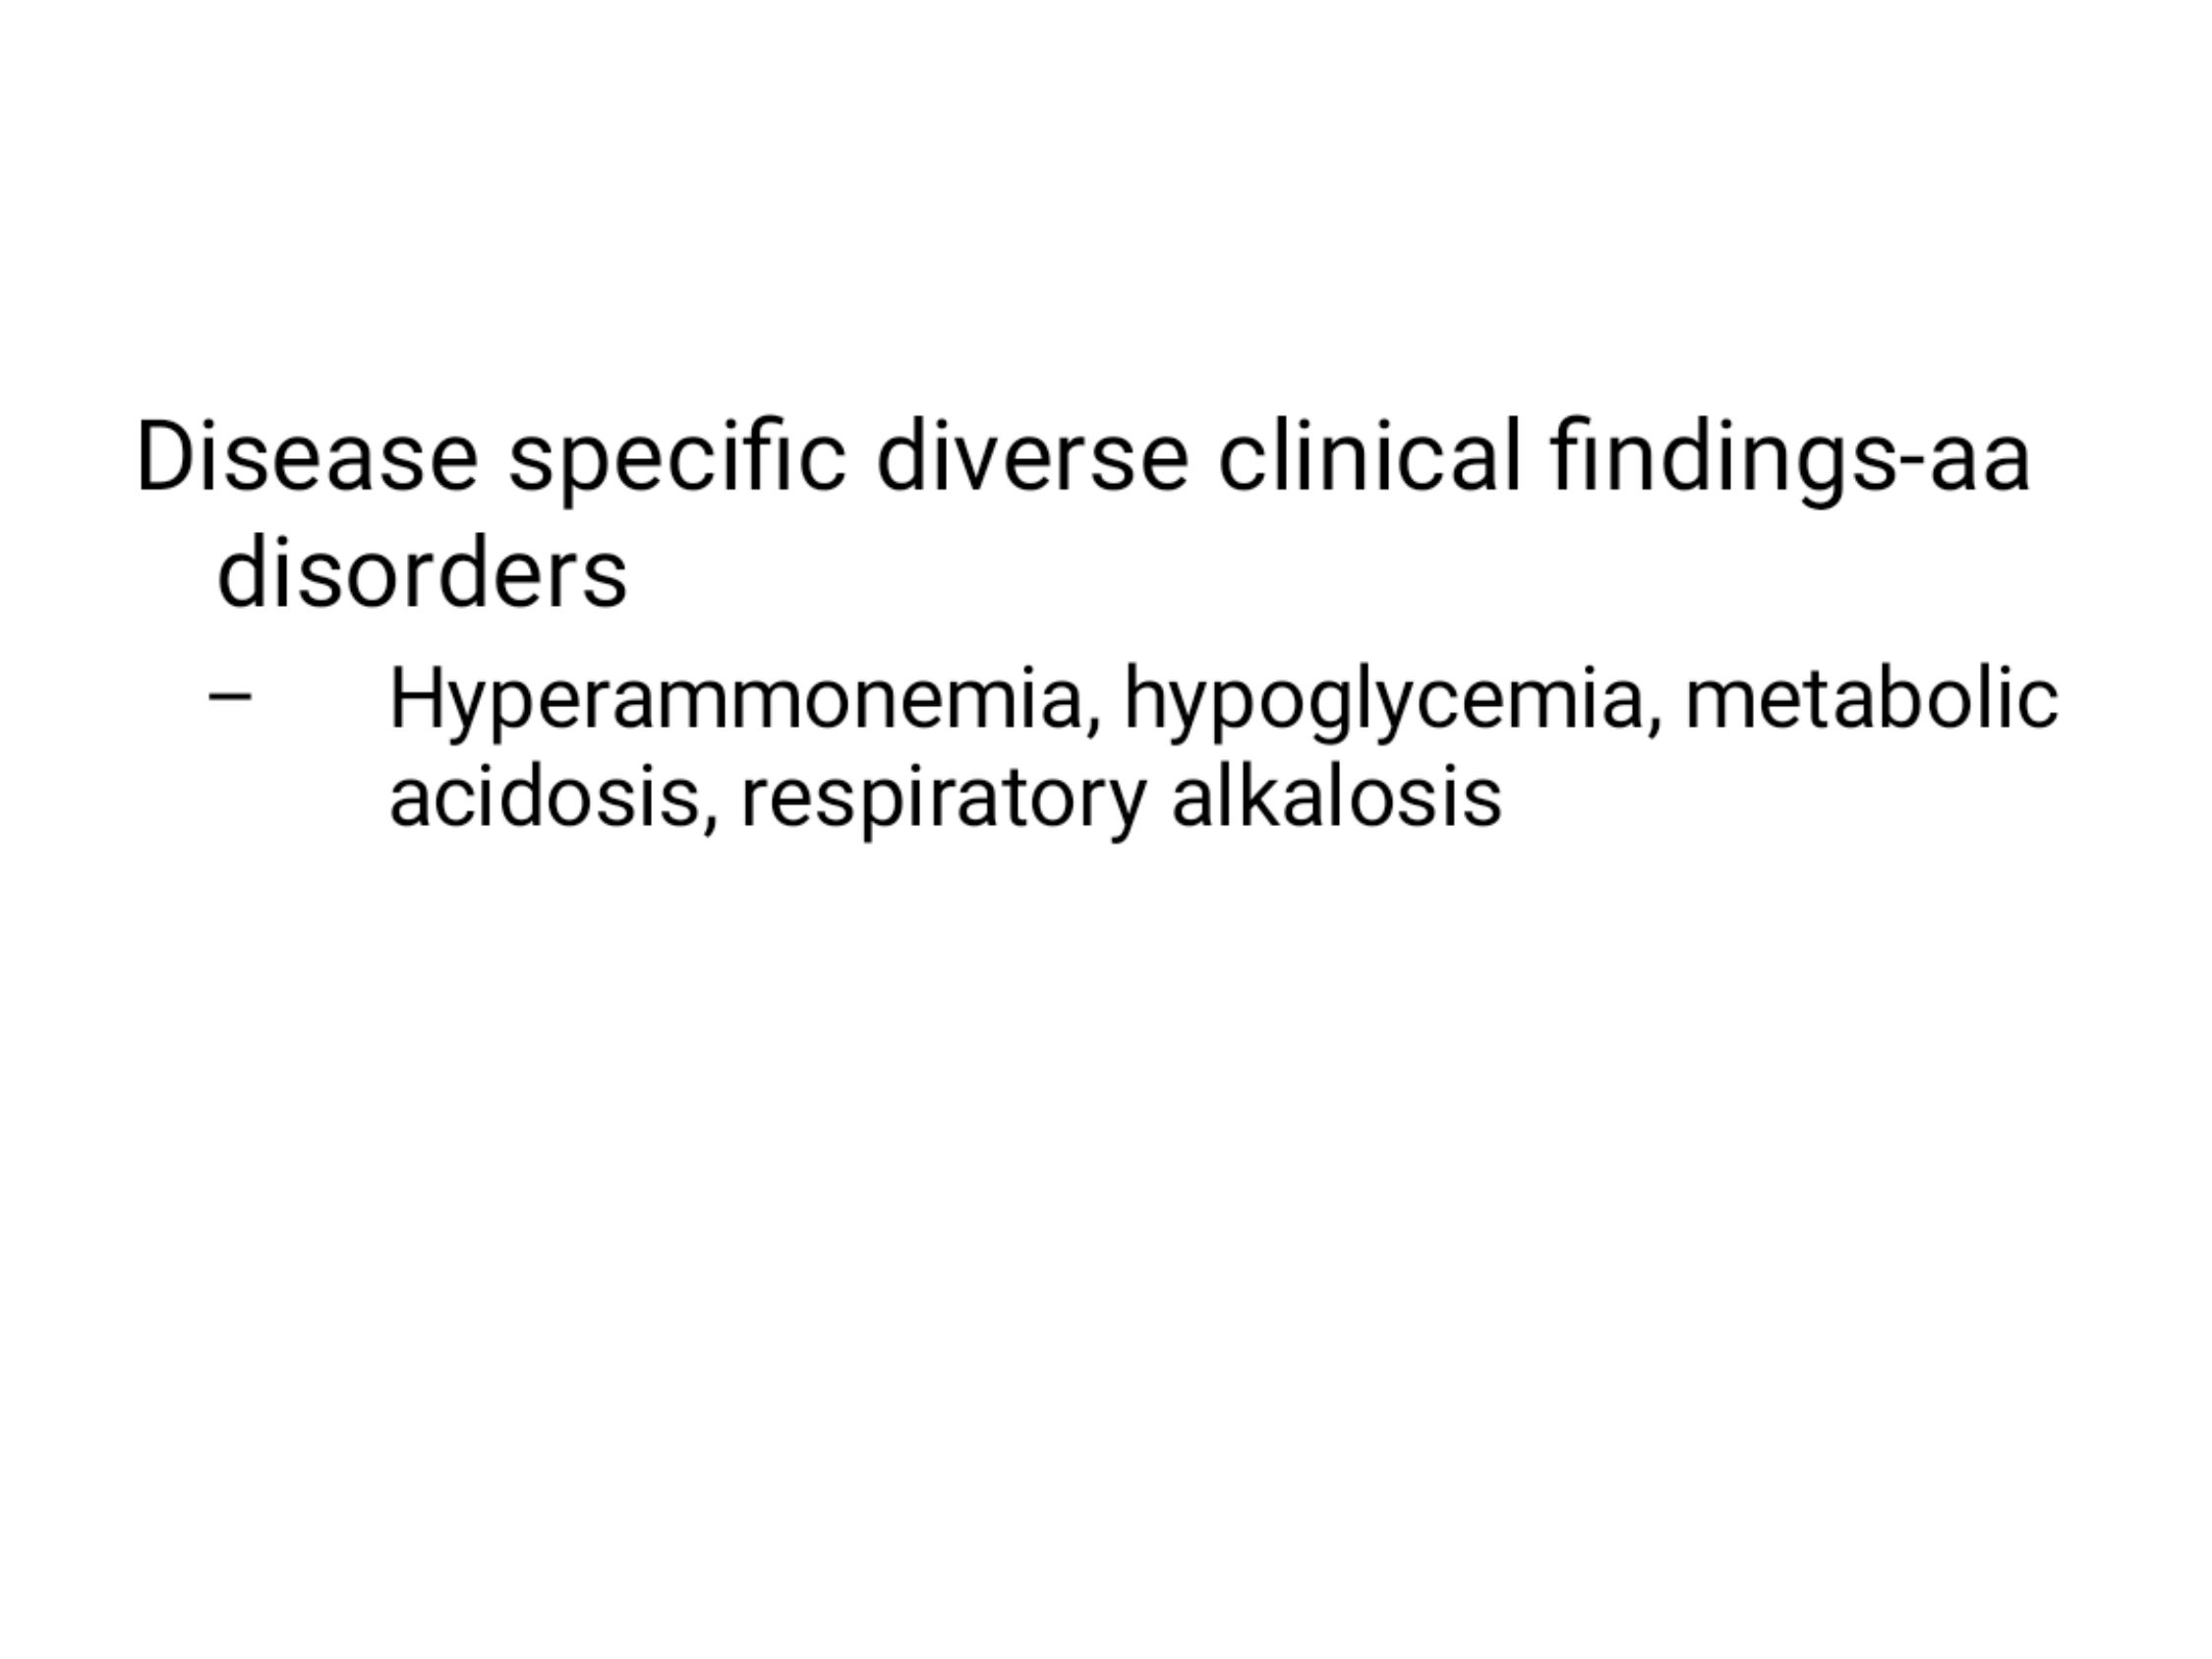 Disease specific diverse clinical findings-aa
disorders
– Hyperammonemia, hypoglycemia, metabolic
acidosis, respiratory alkalosis